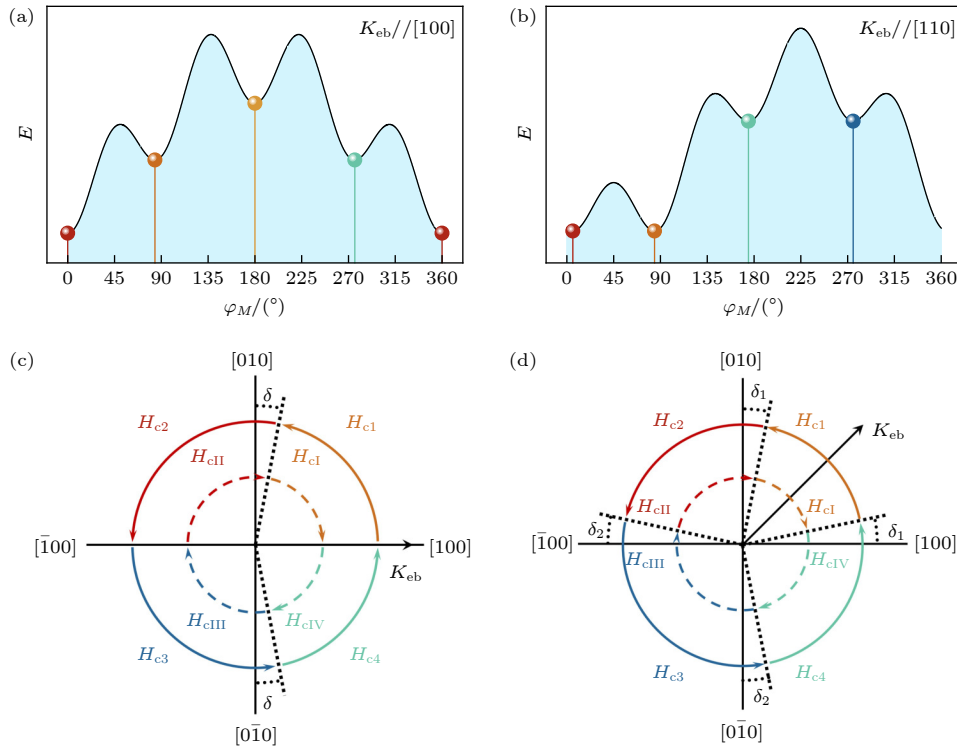 (a)
K_eb//[100]
E
0 45 90 135 180 225 270 315 360
φ_M/(°)
(b)
K_eb//[110]
E
0 45 90 135 180 225 270 315 360
φ_M/(°)
(c)
[010]
δ
H_c2
H_c1
H_cII
H_cI
[1̄00]
[100]
K_eb
H_cIII
H_cIV
H_c3
H_c4
δ
[01̄0]
(d)
[010]
δ_1
H_c2
H_c1
K_eb
H_cII
H_cI
δ_2
δ_1
[1̄00]
[100]
H_cIII
H_cIV
H_c3
H_c4
δ_2
[01̄0]